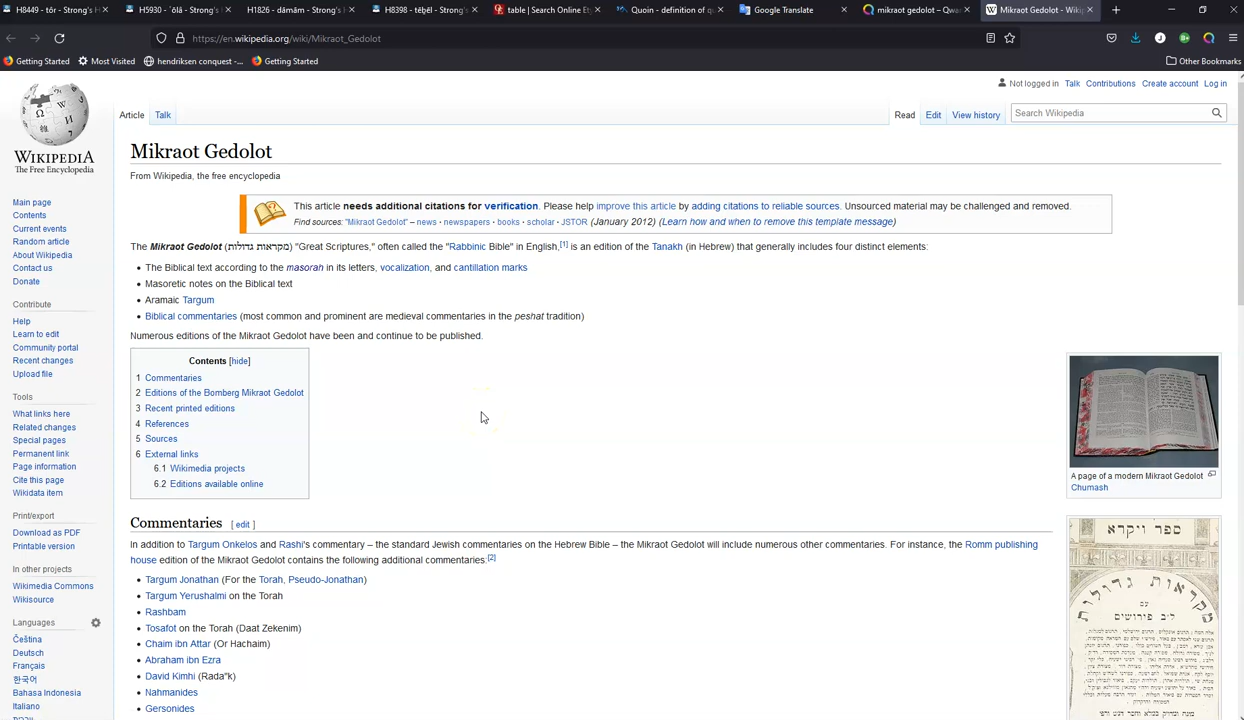 H8449 - tôr - Strong's H
H5930 - ʿōlâ - Strong's
H1826 - dāmam - Strong's H
H8398 - tēḇēl - Strong's
table | Search Online Ety
Quoin - definition of qu
Google Translate
mikraot gedolot – Qwan
Mikraot Gedolot - Wikip
https://en.wikipedia.org/wiki/Mikraot_Gedolot
Getting Started
Most Visited
hendriksen conquest -...
Getting Started
Other Bookmarks
Not logged in Talk Contributions Create account Log in
Article Talk
Read Edit View history
Search Wikipedia
WIKIPEDIA
The Free Encyclopedia
Main page
Contents
Current events
Random article
About Wikipedia
Contact us
Donate
Contribute
Help
Learn to edit
Community portal
Recent changes
Upload file
Tools
What links here
Related changes
Special pages
Permanent link
Page information
Cite this page
Wikidata item
Print/export
Download as PDF
Printable version
In other projects
Wikimedia Commons
Wikisource
Languages
Čeština
Deutsch
Français
한국어
Bahasa Indonesia
Italiano
Mikraot Gedolot
From Wikipedia, the free encyclopedia
This article needs additional citations for verification. Please help improve this article by adding citations to reliable sources. Unsourced material may be challenged and removed.
Find sources: "Mikraot Gedolot" – news · newspapers · books · scholar · JSTOR (January 2012) (Learn how and when to remove this template message)
The Mikraot Gedolot (מקראות גדולות) "Great Scriptures," often called the "Rabbinic Bible" in English,[1] is an edition of the Tanakh (in Hebrew) that generally includes four distinct elements:
• The Biblical text according to the masorah in its letters, vocalization, and cantillation marks
• Masoretic notes on the Biblical text
• Aramaic Targum
• Biblical commentaries (most common and prominent are medieval commentaries in the peshat tradition)
Numerous editions of the Mikraot Gedolot have been and continue to be published.
Contents [hide]
1 Commentaries
2 Editions of the Bomberg Mikraot Gedolot
3 Recent printed editions
4 References
5 Sources
6 External links
6.1 Wikimedia projects
6.2 Editions available online
A page of a modern Mikraot Gedolot
Chumash
Commentaries [ edit ]
In addition to Targum Onkelos and Rashi's commentary – the standard Jewish commentaries on the Hebrew Bible – the Mikraot Gedolot will include numerous other commentaries. For instance, the Romm publishing
house edition of the Mikraot Gedolot contains the following additional commentaries:[2]
• Targum Jonathan (For the Torah, Pseudo-Jonathan)
• Targum Yerushalmi on the Torah
• Rashbam
• Tosafot on the Torah (Daat Zekenim)
• Chaim ibn Attar (Or Hachaim)
• Abraham ibn Ezra
• David Kimhi (Rada"k)
• Nahmanides
• Gersonides
ספר ויקרא
מקראות גדולות
עם
ל״ב פירושים